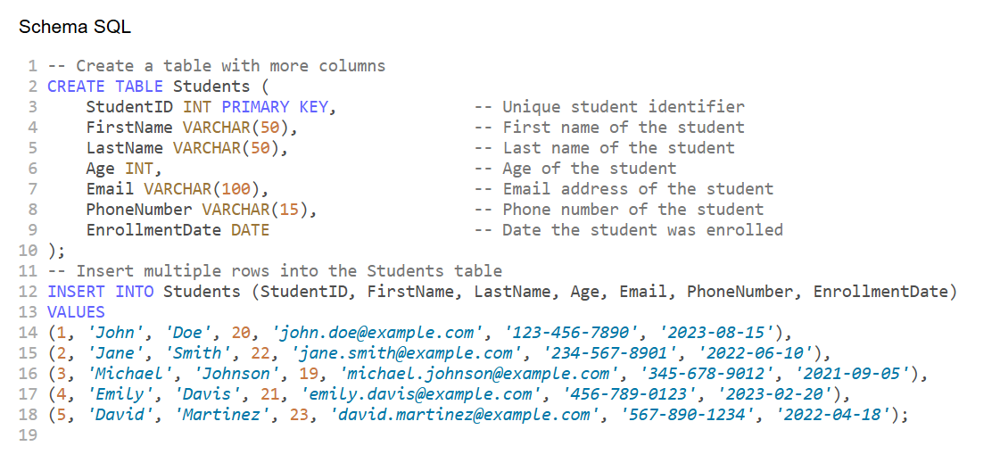 Schema SQL
1 -- Create a table with more columns
2 CREATE TABLE Students (
3     StudentID INT PRIMARY KEY,              -- Unique student identifier
4     FirstName VARCHAR(50),                  -- First name of the student
5     LastName VARCHAR(50),                   -- Last name of the student
6     Age INT,                                -- Age of the student
7     Email VARCHAR(100),                     -- Email address of the student
8     PhoneNumber VARCHAR(15),                -- Phone number of the student
9     EnrollmentDate DATE                     -- Date the student was enrolled
10 );
11 -- Insert multiple rows into the Students table
12 INSERT INTO Students (StudentID, FirstName, LastName, Age, Email, PhoneNumber, EnrollmentDate)
13 VALUES
14 (1, 'John', 'Doe', 20, 'john.doe@example.com', '123-456-7890', '2023-08-15'),
15 (2, 'Jane', 'Smith', 22, 'jane.smith@example.com', '234-567-8901', '2022-06-10'),
16 (3, 'Michael', 'Johnson', 19, 'michael.johnson@example.com', '345-678-9012', '2021-09-05'),
17 (4, 'Emily', 'Davis', 21, 'emily.davis@example.com', '456-789-0123', '2023-02-20'),
18 (5, 'David', 'Martinez', 23, 'david.martinez@example.com', '567-890-1234', '2022-04-18');
19